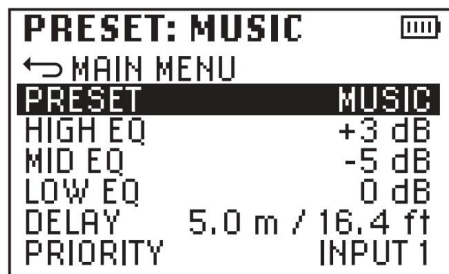 PRESET: MUSIC
MAIN MENU
PRESET MUSIC
HIGH EQ +3 dB
MID EQ -5 dB
LOW EQ 0 dB
DELAY 5.0 m / 16.4 ft
PRIORITY INPUT 1